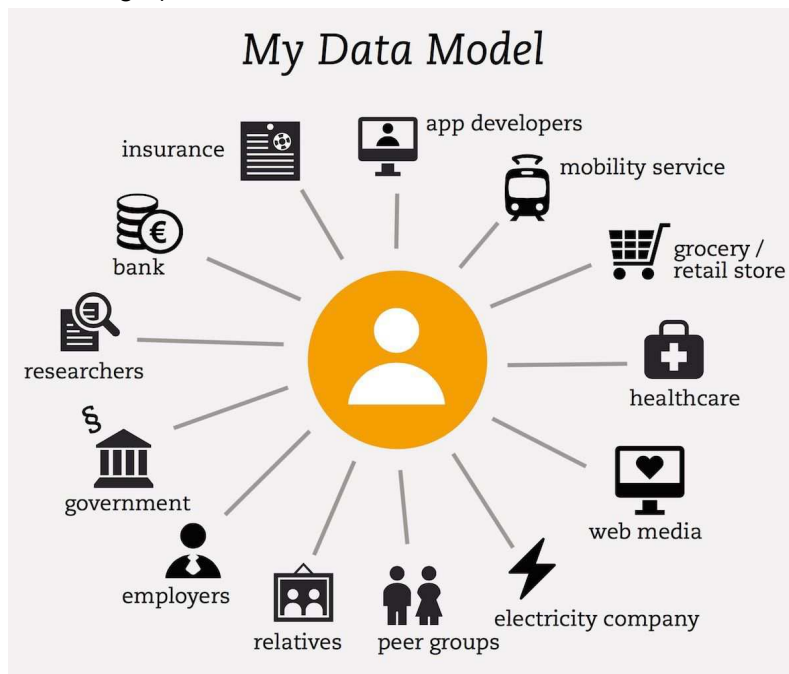 My Data Model
app developers
insurance
mobility service
grocery /
retail store
€
bank
researchers
healthcare
§
government
web media
employers
electricity company
relatives
peer groups